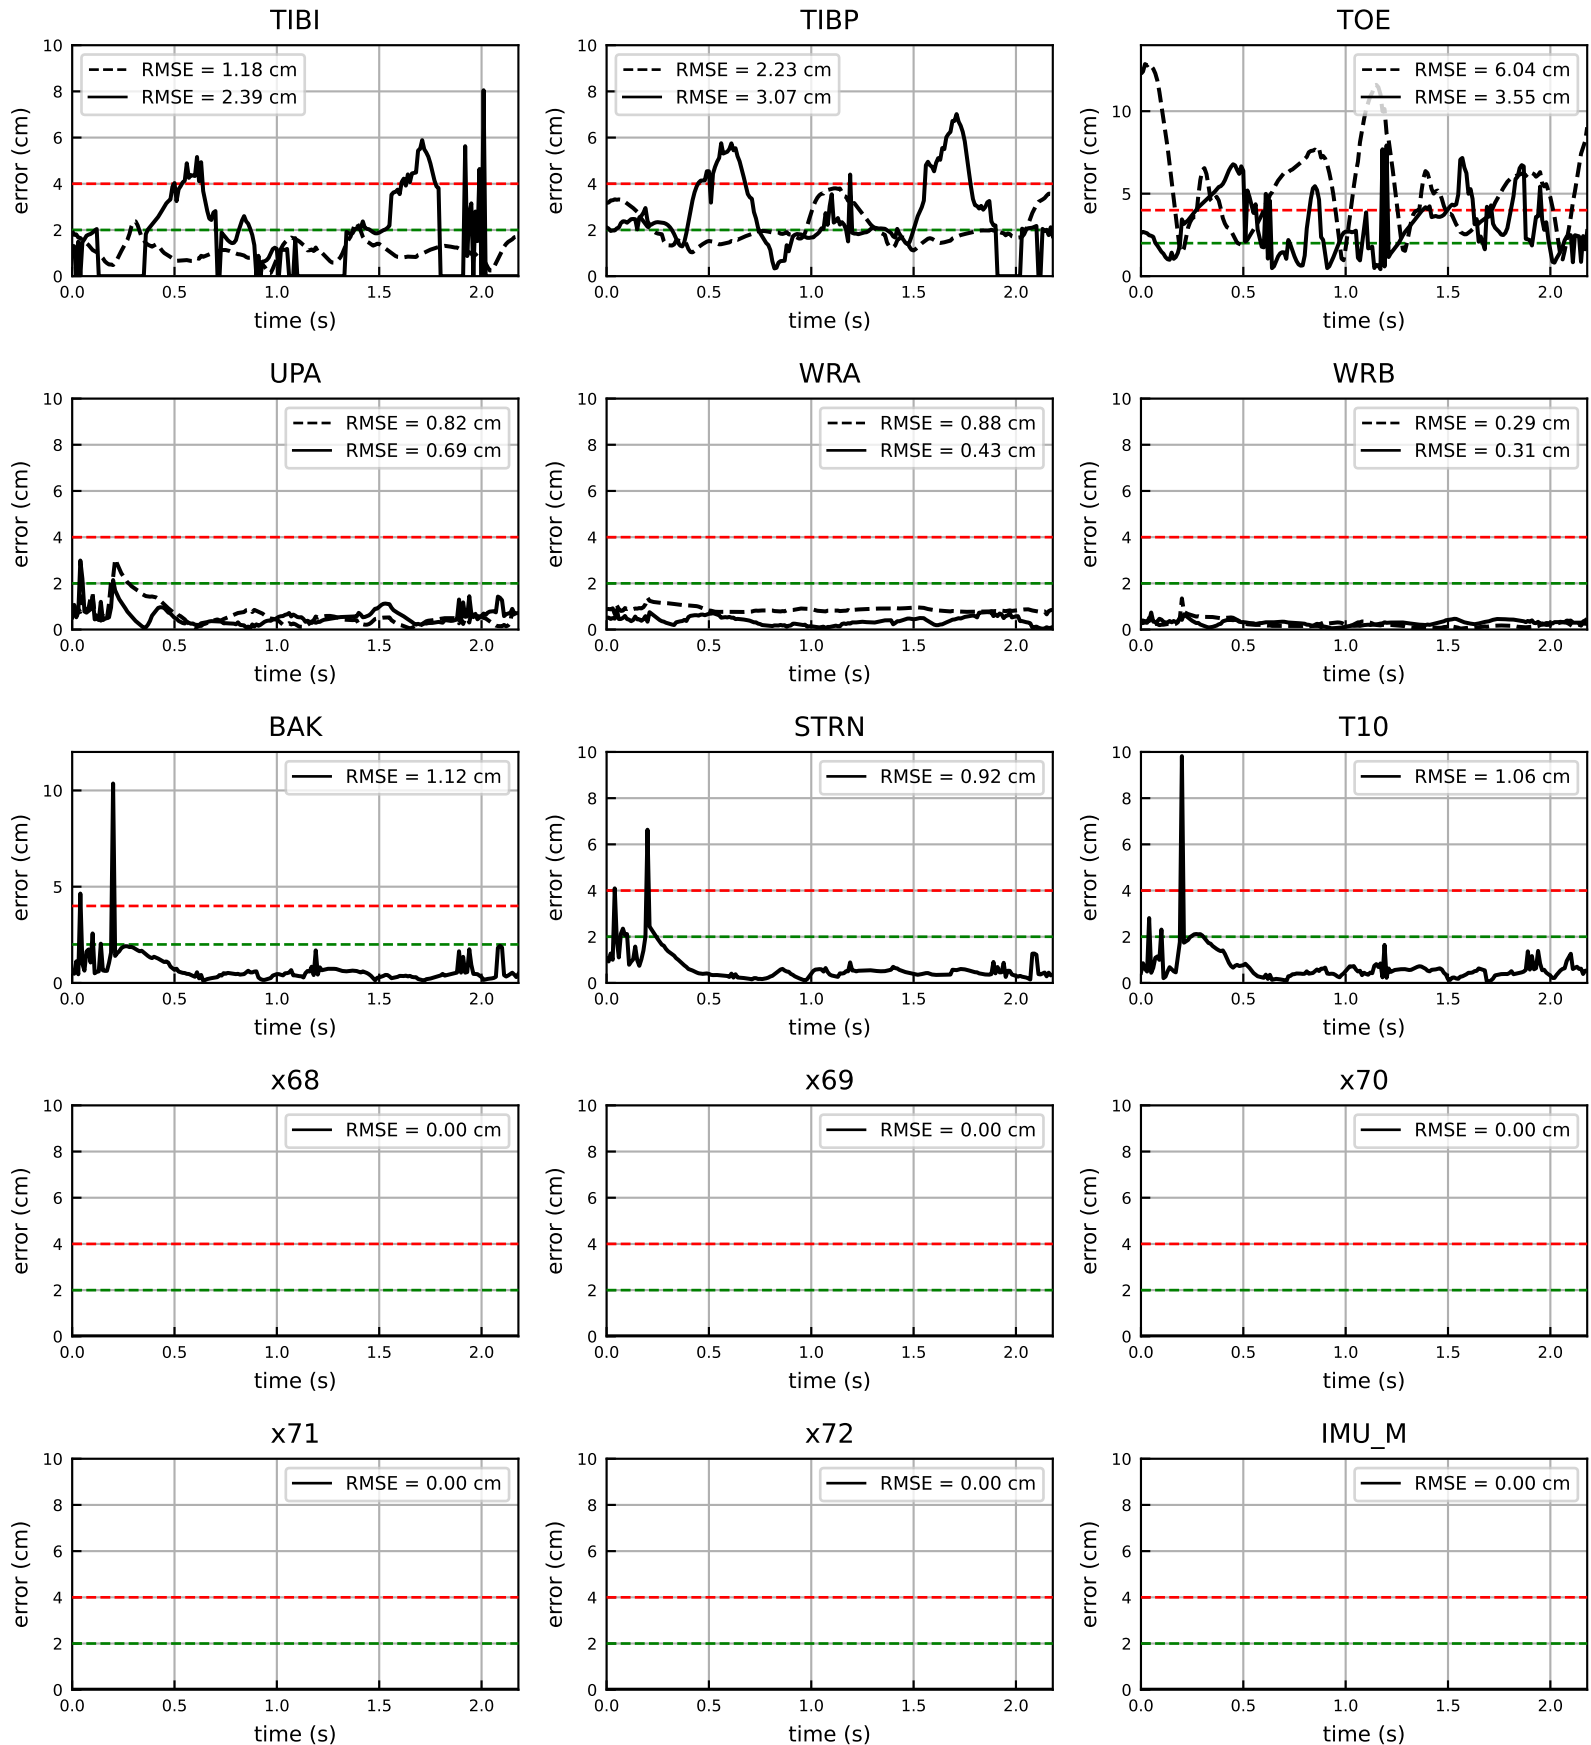 TIBI
TIBP
TOE
RMSE = 1.18 cm
RMSE = 2.39 cm
RMSE = 2.23 cm
RMSE = 3.07 cm
RMSE = 6.04 cm
RMSE = 3.55 cm
error (cm)
10
8
6
4
2
0
0.0 0.5 1.0 1.5 2.0
time (s)
error (cm)
10
8
6
4
2
0
0.0 0.5 1.0 1.5 2.0
time (s)
error (cm)
10
5
0
0.0 0.5 1.0 1.5 2.0
time (s)
UPA
WRA
WRB
RMSE = 0.82 cm
RMSE = 0.69 cm
RMSE = 0.88 cm
RMSE = 0.43 cm
RMSE = 0.29 cm
RMSE = 0.31 cm
error (cm)
10
8
6
4
2
0
0.0 0.5 1.0 1.5 2.0
time (s)
error (cm)
10
8
6
4
2
0
0.0 0.5 1.0 1.5 2.0
time (s)
error (cm)
10
8
6
4
2
0
0.0 0.5 1.0 1.5 2.0
time (s)
BAK
STRN
T10
RMSE = 1.12 cm
RMSE = 0.92 cm
RMSE = 1.06 cm
error (cm)
10
5
0
0.0 0.5 1.0 1.5 2.0
time (s)
error (cm)
10
8
6
4
2
0
0.0 0.5 1.0 1.5 2.0
time (s)
error (cm)
10
8
6
4
2
0
0.0 0.5 1.0 1.5 2.0
time (s)
x68
x69
x70
RMSE = 0.00 cm
RMSE = 0.00 cm
RMSE = 0.00 cm
error (cm)
10
8
6
4
2
0
0.0 0.5 1.0 1.5 2.0
time (s)
error (cm)
10
8
6
4
2
0
0.0 0.5 1.0 1.5 2.0
time (s)
error (cm)
10
8
6
4
2
0
0.0 0.5 1.0 1.5 2.0
time (s)
x71
x72
IMU_M
RMSE = 0.00 cm
RMSE = 0.00 cm
RMSE = 0.00 cm
error (cm)
10
8
6
4
2
0
0.0 0.5 1.0 1.5 2.0
time (s)
error (cm)
10
8
6
4
2
0
0.0 0.5 1.0 1.5 2.0
time (s)
error (cm)
10
8
6
4
2
0
0.0 0.5 1.0 1.5 2.0
time (s)